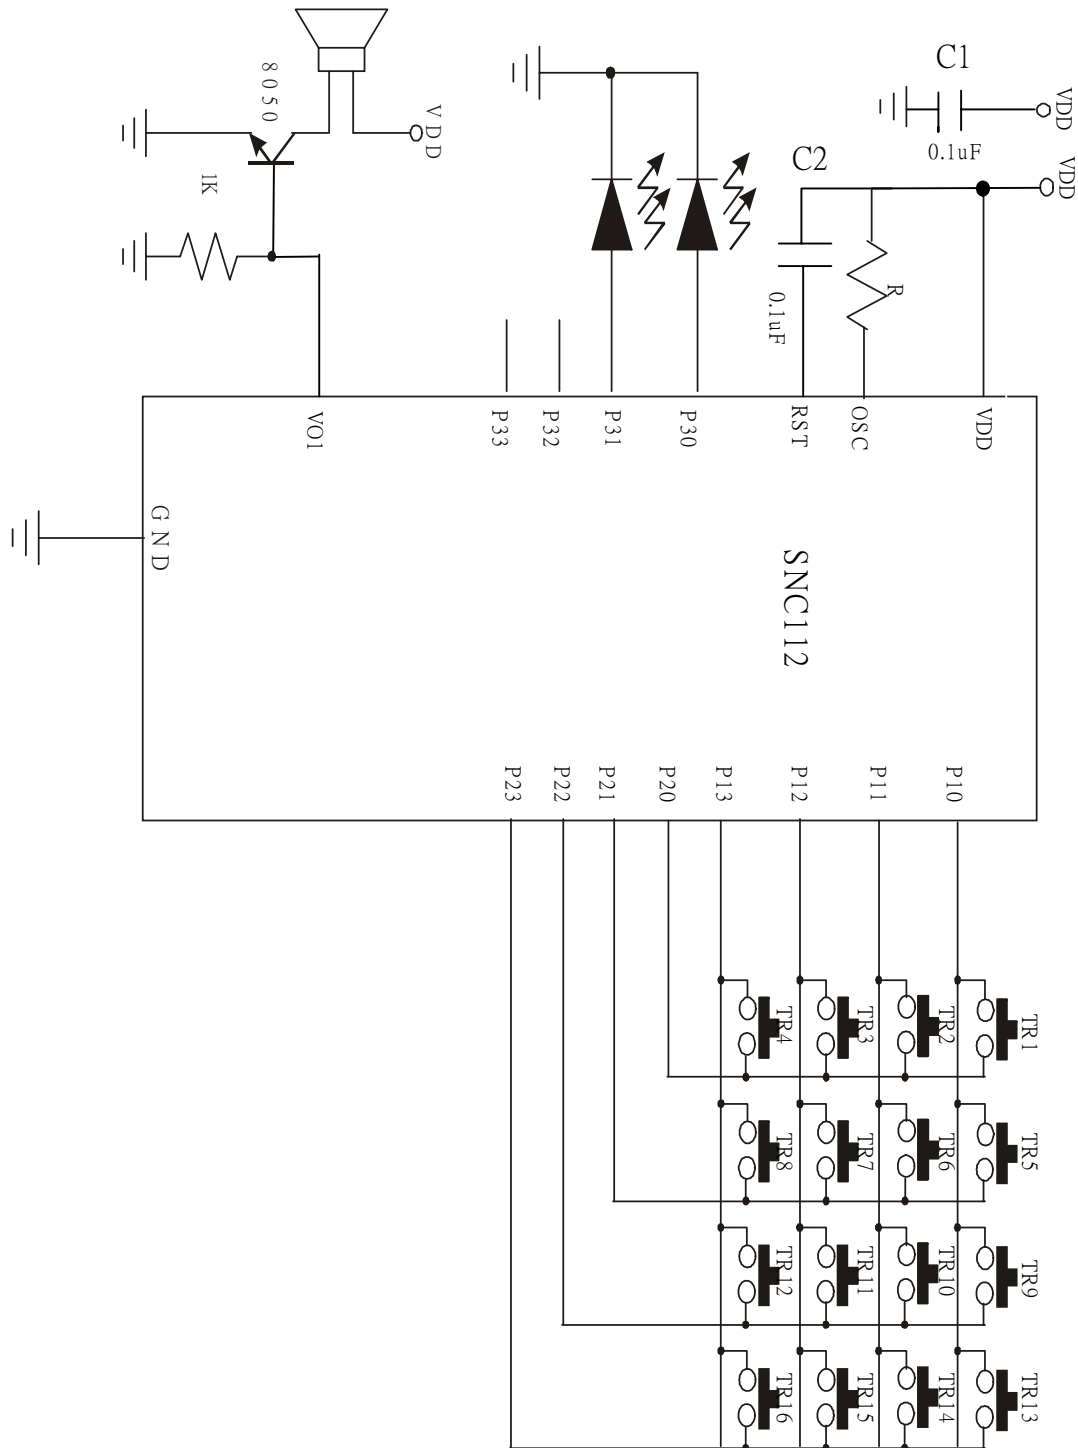 C1
VDD
0.1uF
VDD
C2
8050
VDD
1K
R
0.1uF
VO1
P33
P32
P31
P30
RST
OSC
VDD
GND
SNC112
P23
P22
P21
P20
P13
P12
P11
P10
TR4
TR3
TR2
TR1
TR8
TR7
TR6
TR5
TR12
TR11
TR10
TR9
TR16
TR15
TR14
TR13